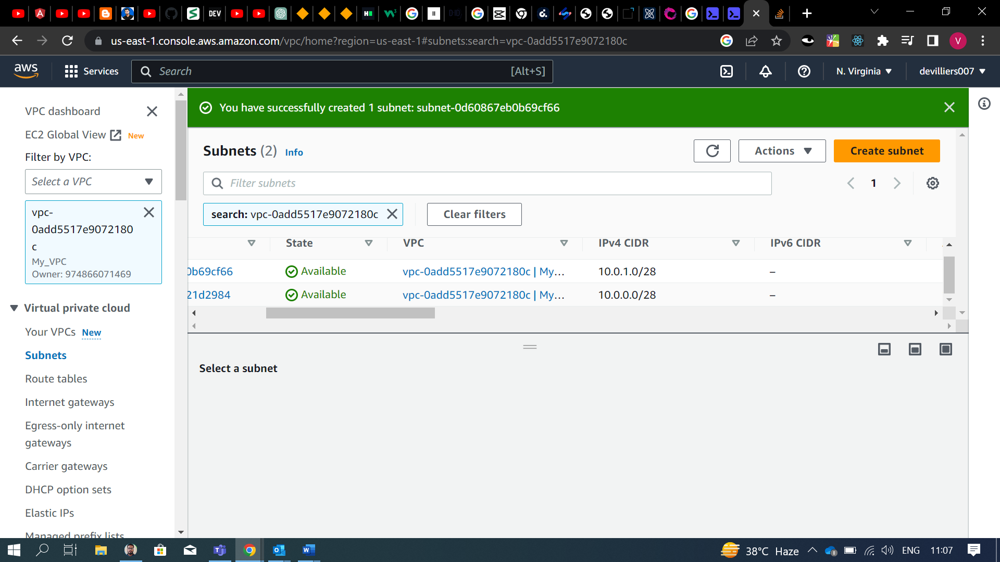 DEV
us-east-1.console.aws.amazon.com/vpc/home?region=us-east-1#subnets:search=vpc-0add5517e9072180c
V
aws
Services
Search
[Alt+S]
N. Virginia
devilliers007
VPC dashboard
EC2 Global View New
Filter by VPC:
Select a VPC
vpc-
0add5517e9072180
c
My_VPC
Owner: 974866071469
Virtual private cloud
Your VPCs New
Subnets
Route tables
Internet gateways
Egress-only internet
gateways
Carrier gateways
DHCP option sets
Elastic IPs
Managed prefix lists
You have successfully created 1 subnet: subnet-0d60867eb0b69cf66
Subnets (2) Info
Actions
Create subnet
Filter subnets
1
search: vpc-0add5517e9072180c
Clear filters
State VPC IPv4 CIDR IPv6 CIDR
0b69cf66 Available vpc-0add5517e9072180c | My... 10.0.1.0/28 –
21d2984 Available vpc-0add5517e9072180c | My... 10.0.0.0/28 –
Select a subnet
38°C Haze
ENG
11:07